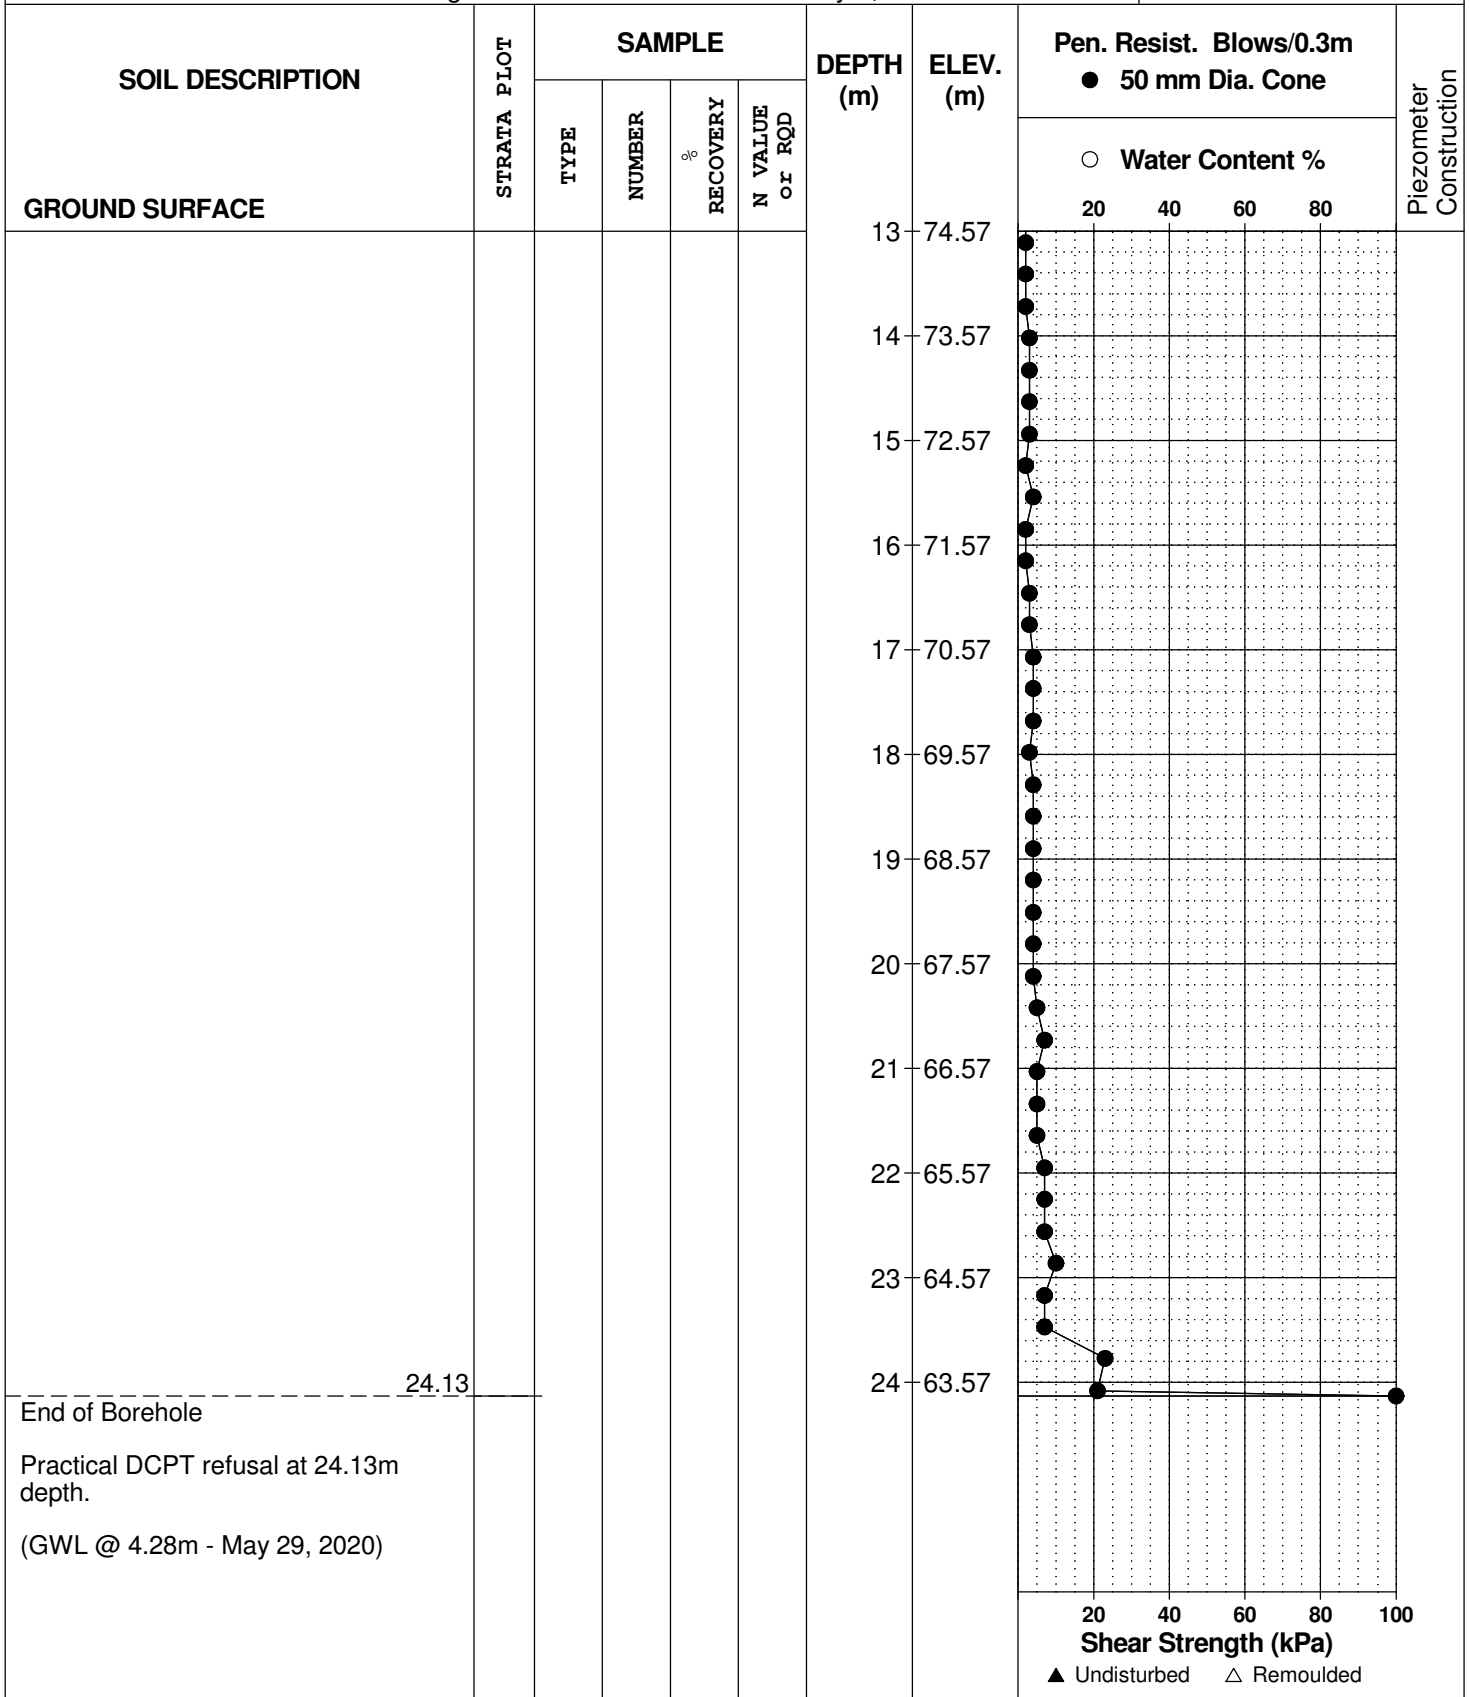 SOIL DESCRIPTION
GROUND SURFACE
STRATA PLOT
SAMPLE
TYPE
NUMBER
%
RECOVERY
N VALUE
or RQD
DEPTH
(m)
ELEV.
(m)
Pen. Resist. Blows/0.3m
● 50 mm Dia. Cone
○ Water Content %
20 40 60 80
Piezometer
Construction
13 74.57
14 73.57
15 72.57
16 71.57
17 70.57
18 69.57
19 68.57
20 67.57
21 66.57
22 65.57
23 64.57
24 63.57
24.13
End of Borehole
Practical DCPT refusal at 24.13m
depth.
(GWL @ 4.28m - May 29, 2020)
20 40 60 80 100
Shear Strength (kPa)
▲ Undisturbed △ Remoulded